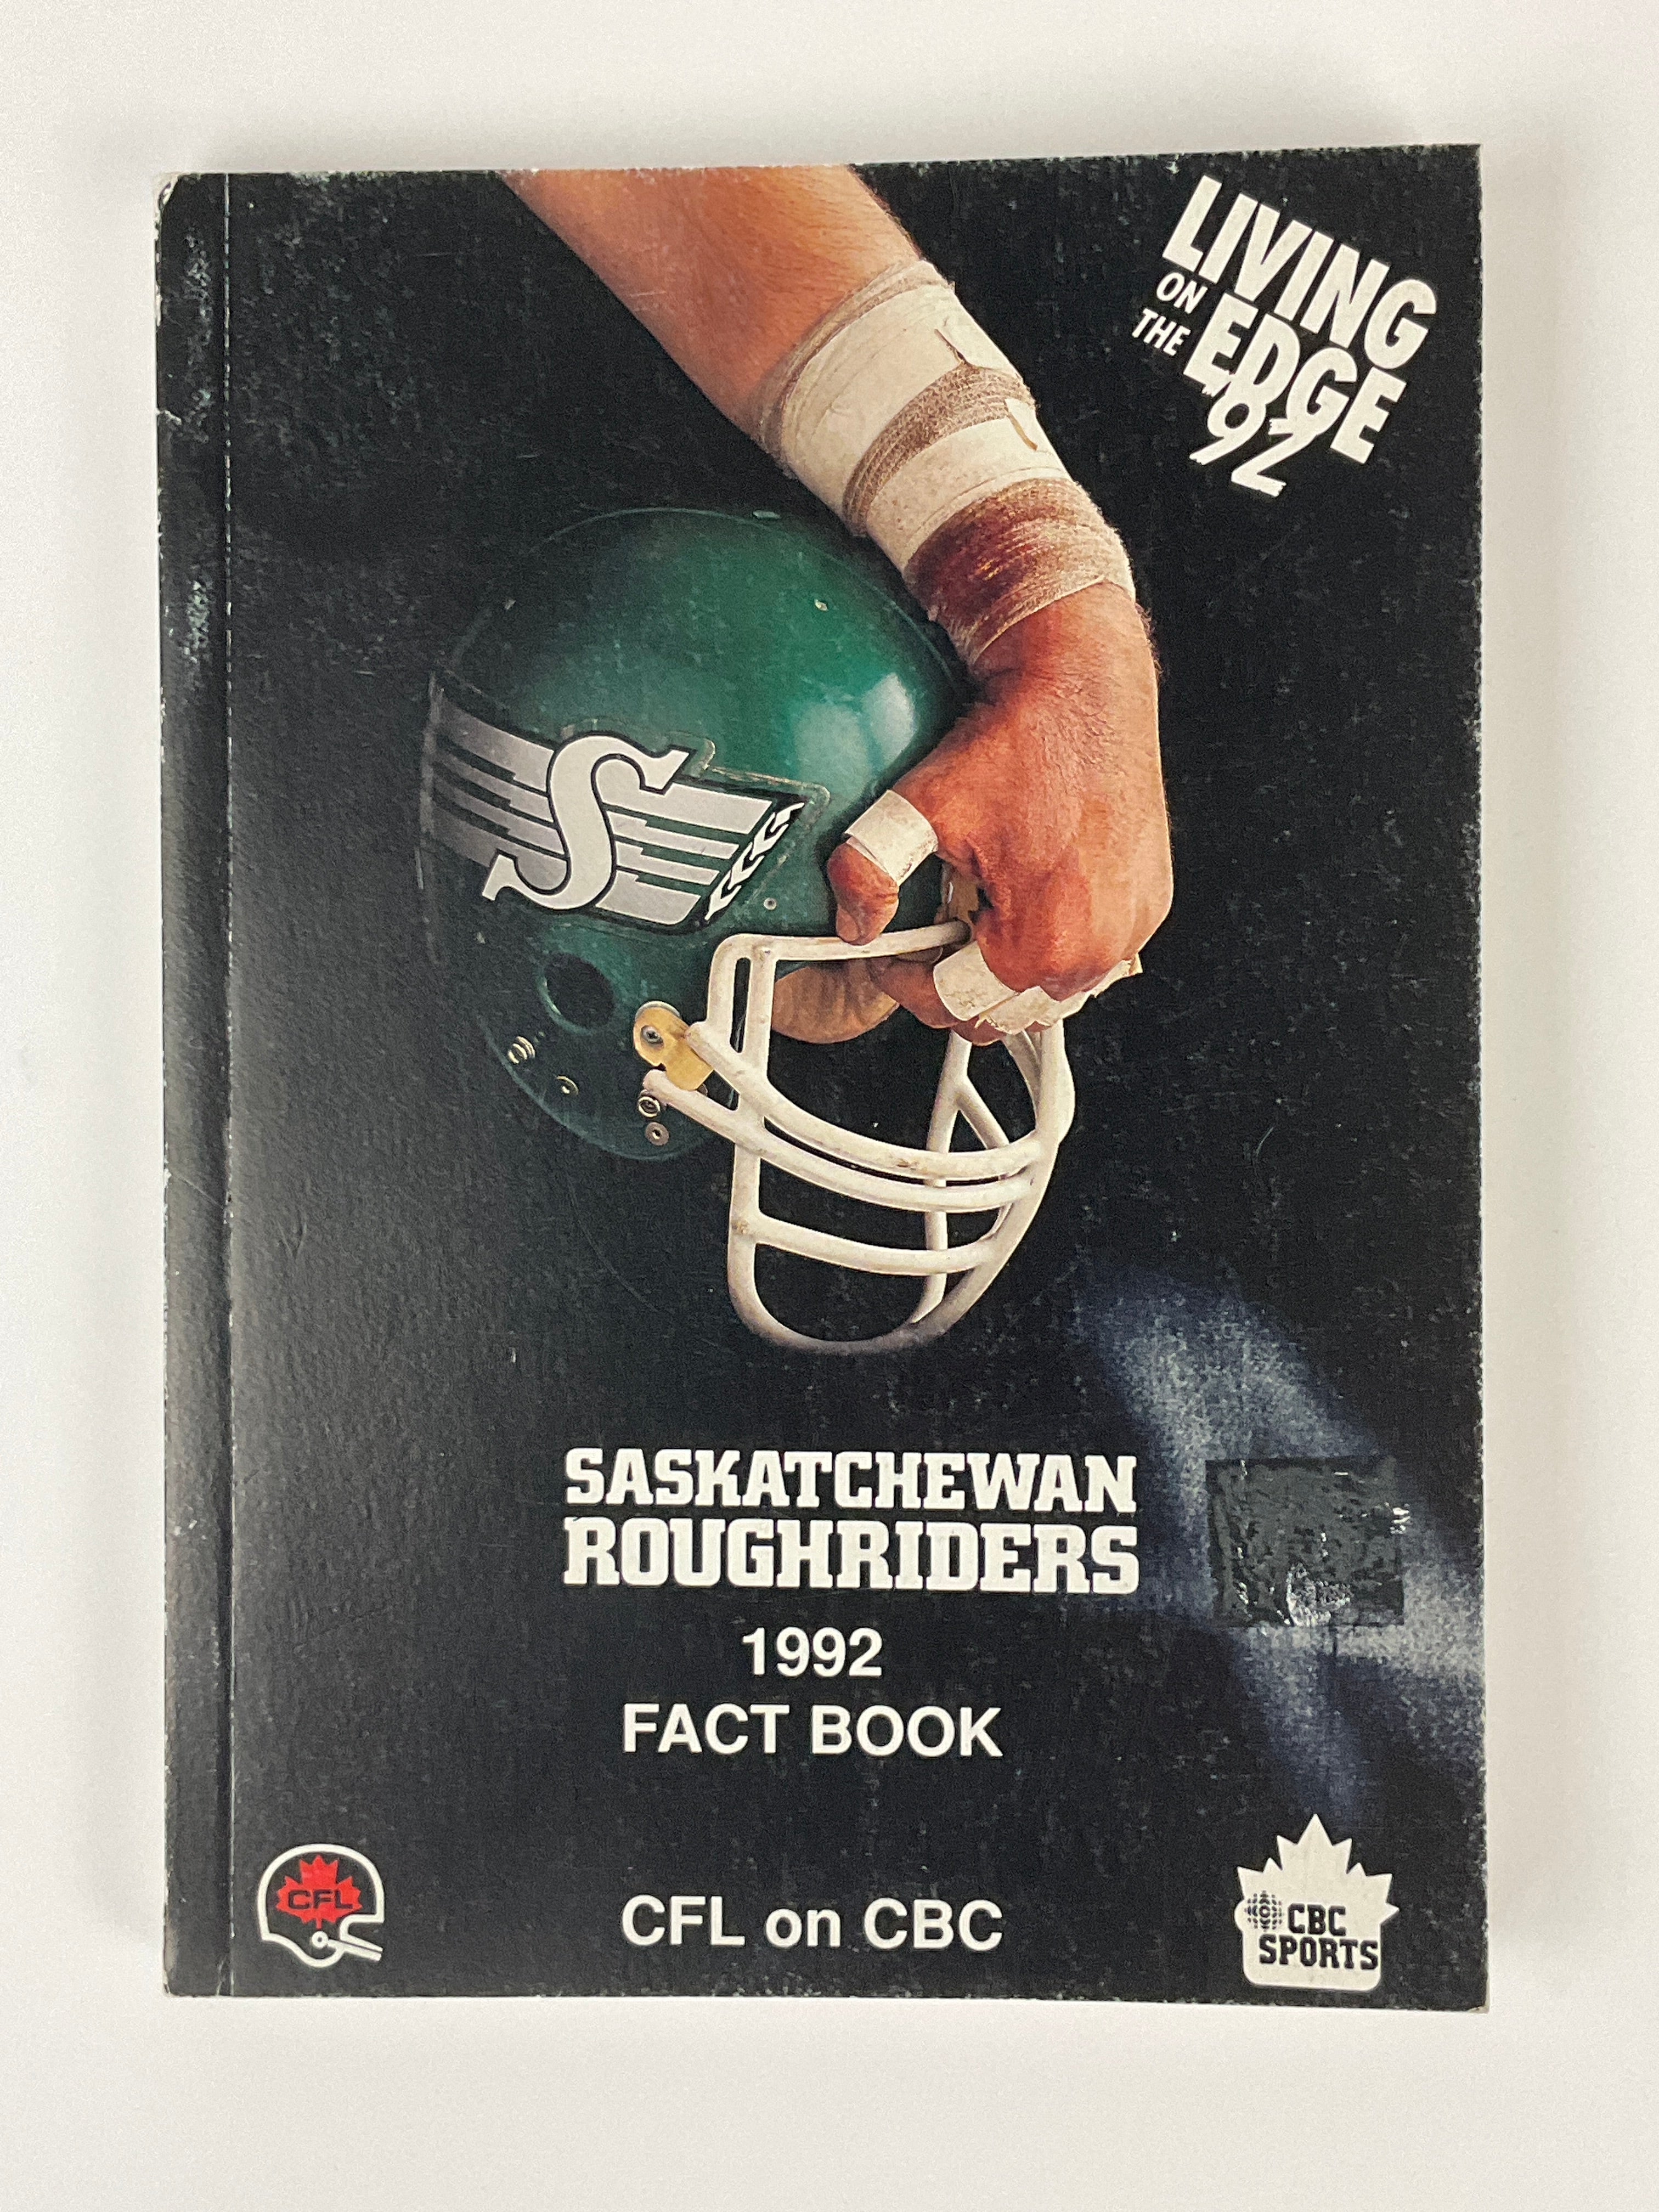 LIVING
ON
THE EDGE
92
S
SASKATCHEWAN
ROUGHRIDERS
1992
FACT BOOK
CFL
CFL on CBC
C
CBC
SPORTS